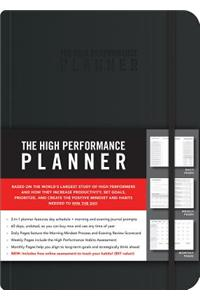 THE HIGH PERFORMANCE
PLANNER
THE HIGH PERFORMANCE
PLANNER
BASED ON THE WORLD'S LARGEST STUDY OF HIGH PERFORMERS
AND HOW THEY INCREASE PRODUCTIVITY, SET GOALS,
PRIORITIZE, AND CREATE THE POSITIVE MINDSET AND HABITS
NEEDED TO WIN THE DAY
• 2-in-1 planner features day schedule + morning and evening journal prompts
• 60 days, undated, so you can buy now and use any time of year
• Daily Pages feature the Morning Mindset Process and Evening Review Scorecard
• Weekly Pages include the High Performance Habits Assessment
• Monthly Pages help you align to new projects and strategically think ahead
• NEW: Includes free online assessment to track your habits! ($97 value!)
DAILY
PAGES
WEEKLY
PAGES
MONTHLY
PAGES